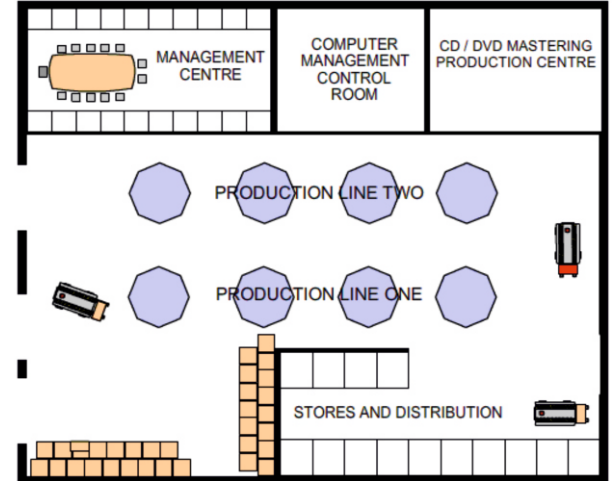 MANAGEMENT
CENTRE
COMPUTER
MANAGEMENT
CONTROL
ROOM
CD / DVD MASTERING
PRODUCTION CENTRE
PRODUCTION LINE TWO
PRODUCTION LINE ONE
STORES AND DISTRIBUTION